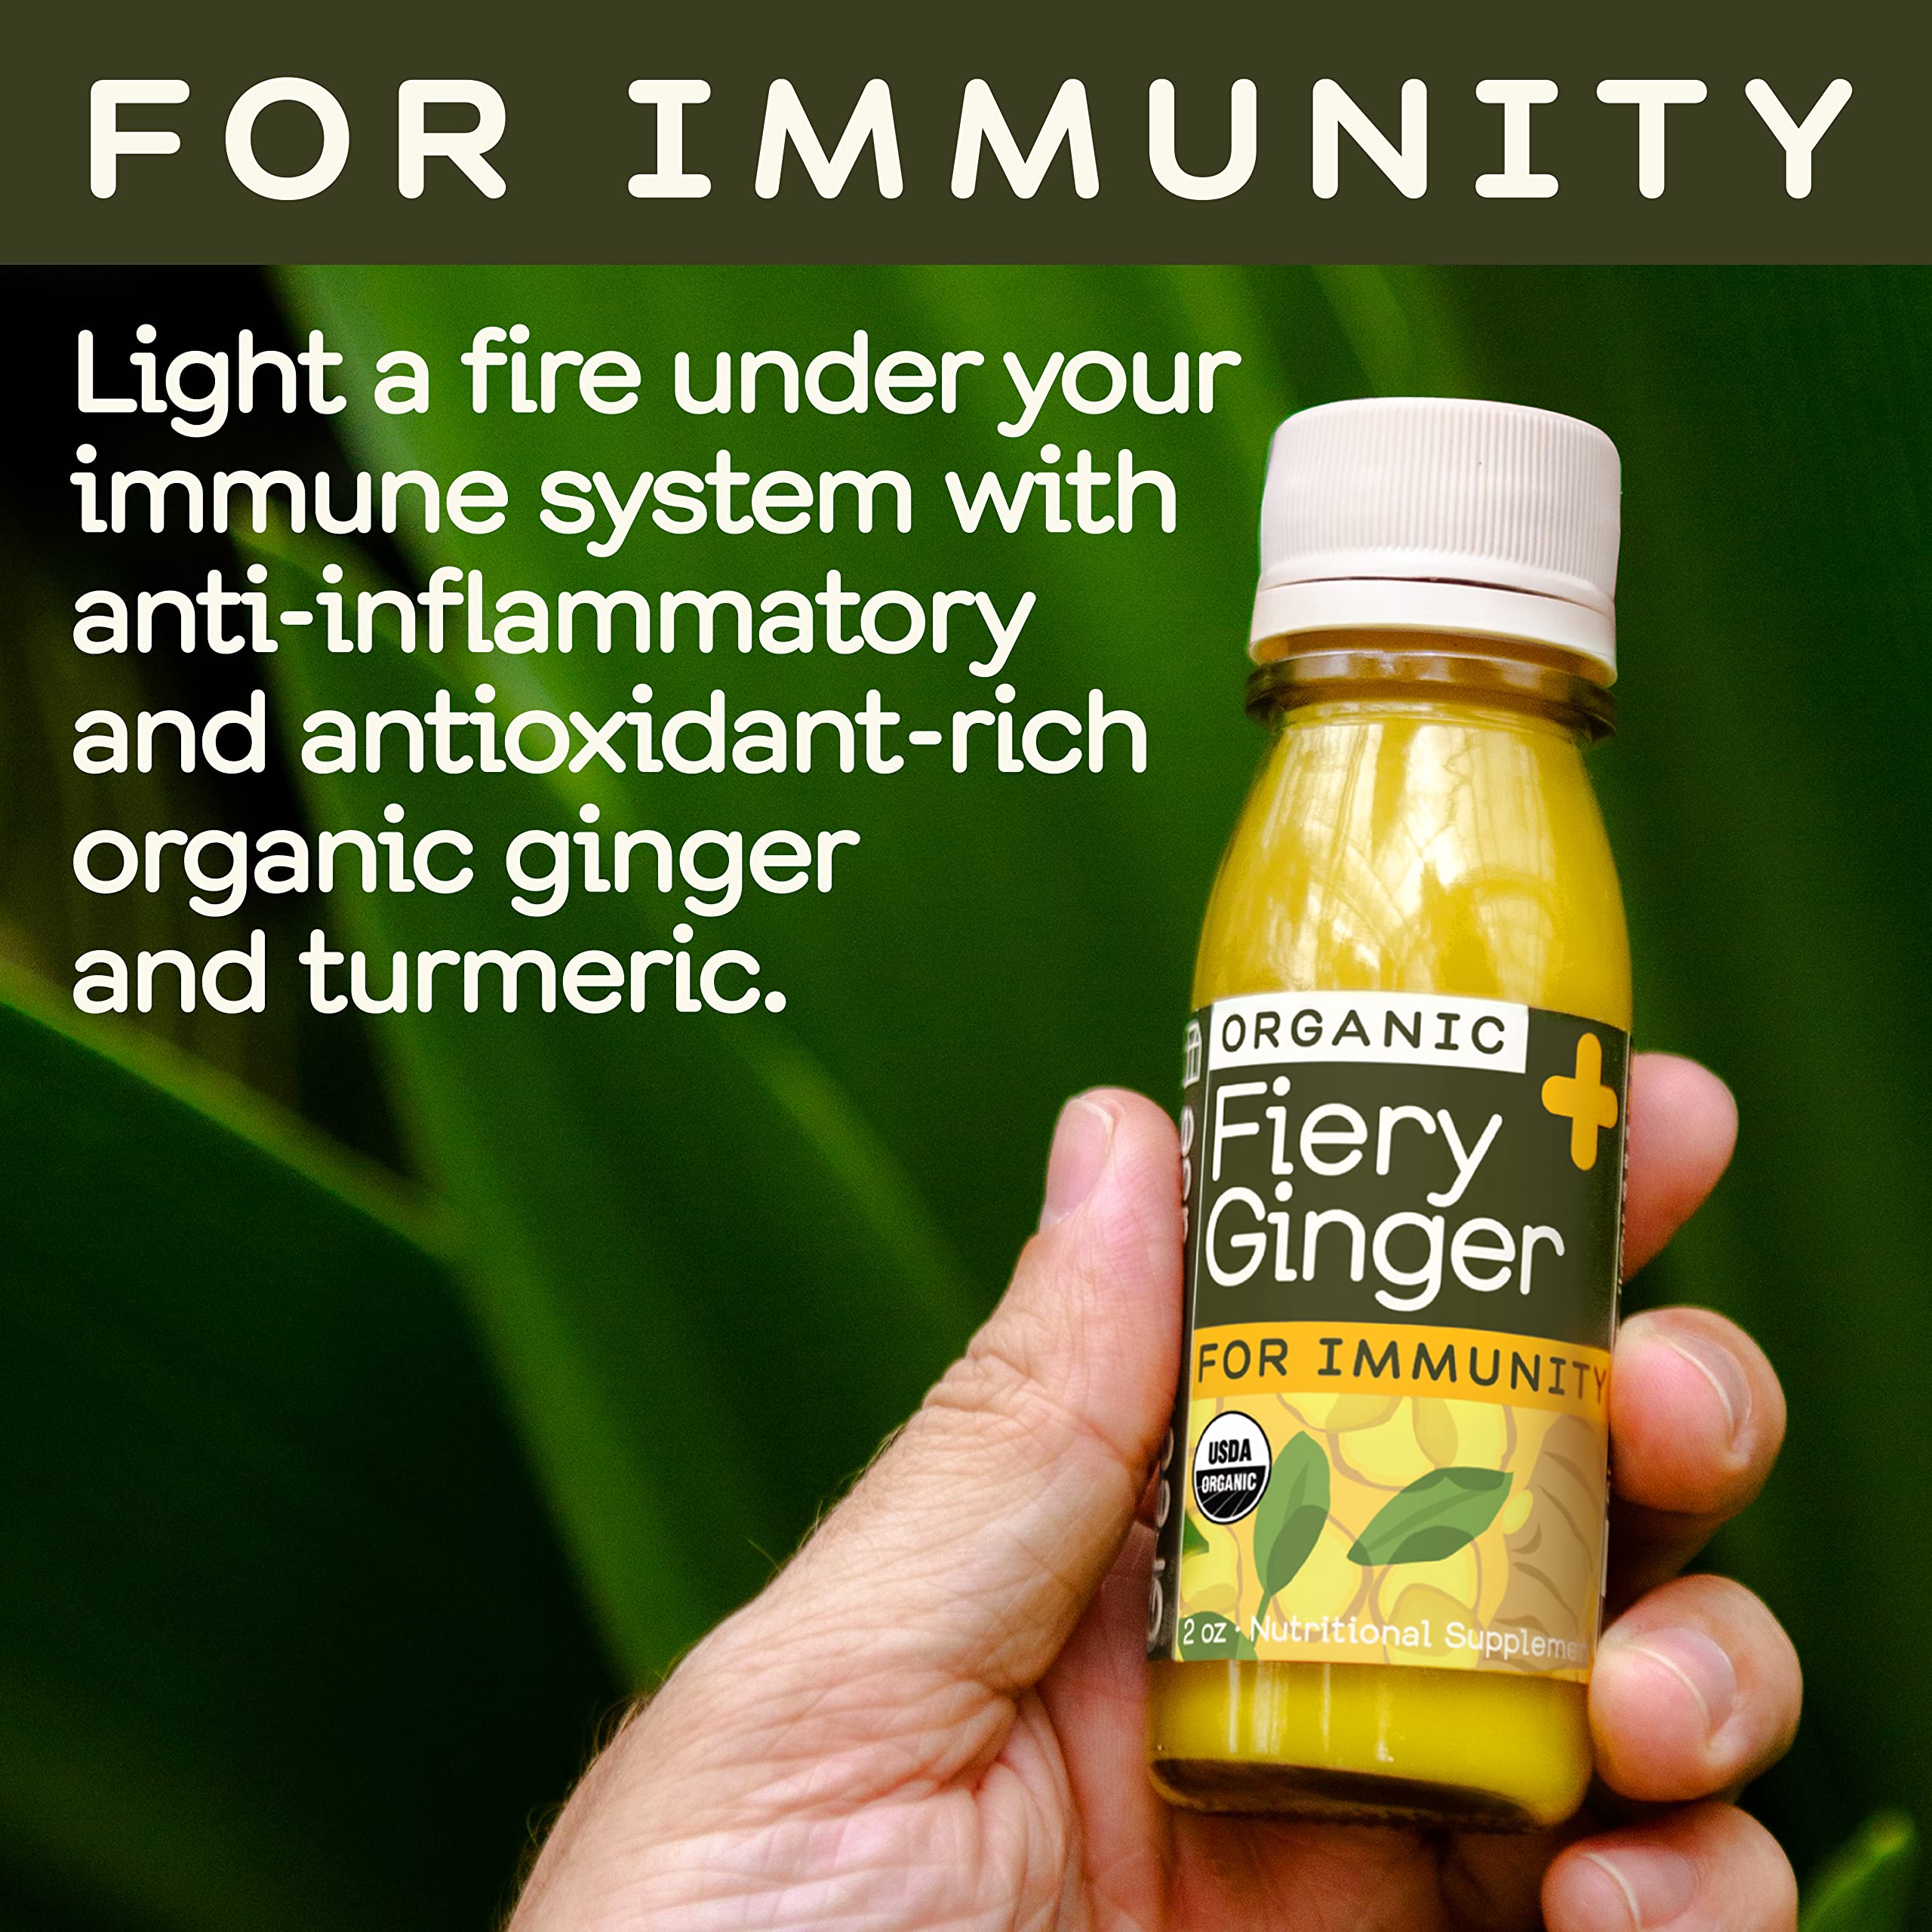 FOR IMMUNITY
Light a fire under your
immune system with
anti-inflammatory
and antioxidant-rich
organic ginger
and turmeric.
ORGANIC
Fiery
Ginger
FOR IMMUNITY
USDA
ORGANIC
2 oz · Nutritional